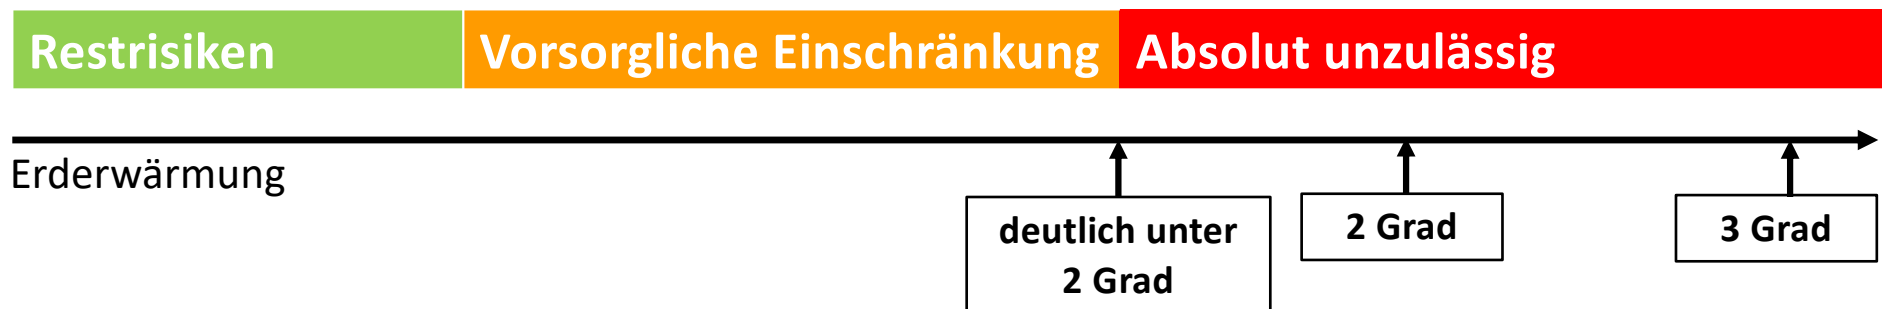 Restrisiken
Vorsorgliche Einschränkung
Absolut unzulässig
Erderwärmung
deutlich unter
2 Grad
2 Grad
3 Grad